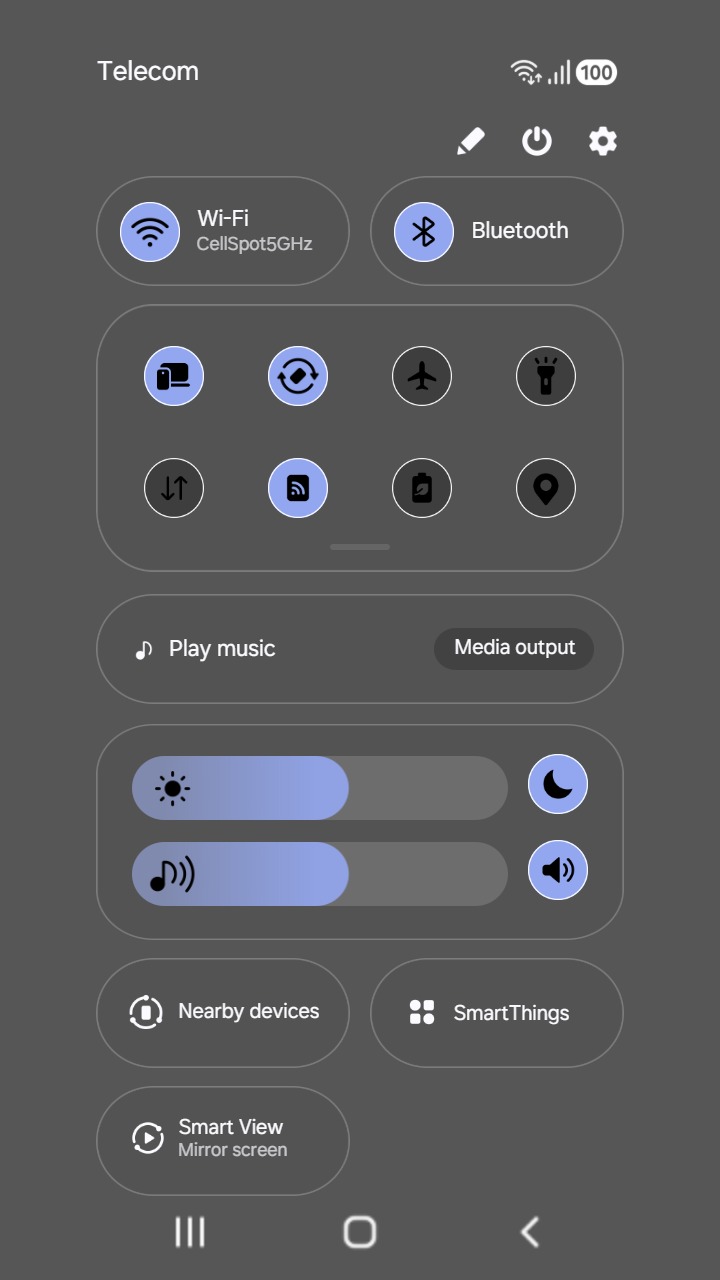 Telecom
100
Wi-Fi
CellSpot5GHz
Bluetooth
Play music
Media output
Nearby devices
SmartThings
Smart View
Mirror screen